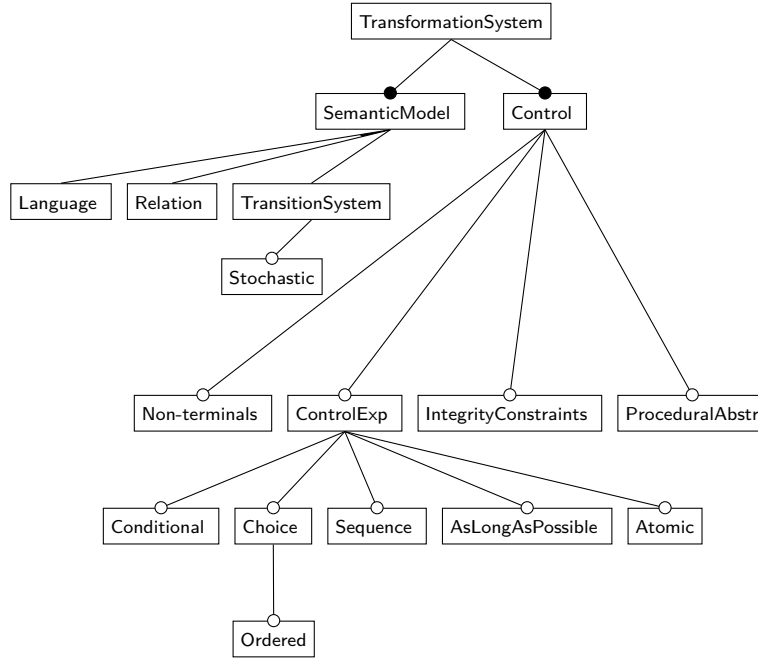 TransformationSystem
SemanticModel
Control
Language
Relation
TransitionSystem
Stochastic
Non-terminals
ControlExp
IntegrityConstraints
ProceduralAbstr
Conditional
Choice
Sequence
AsLongAsPossible
Atomic
Ordered